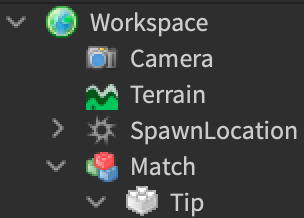 Workspace
Camera
Terrain
SpawnLocation
Match
Tip